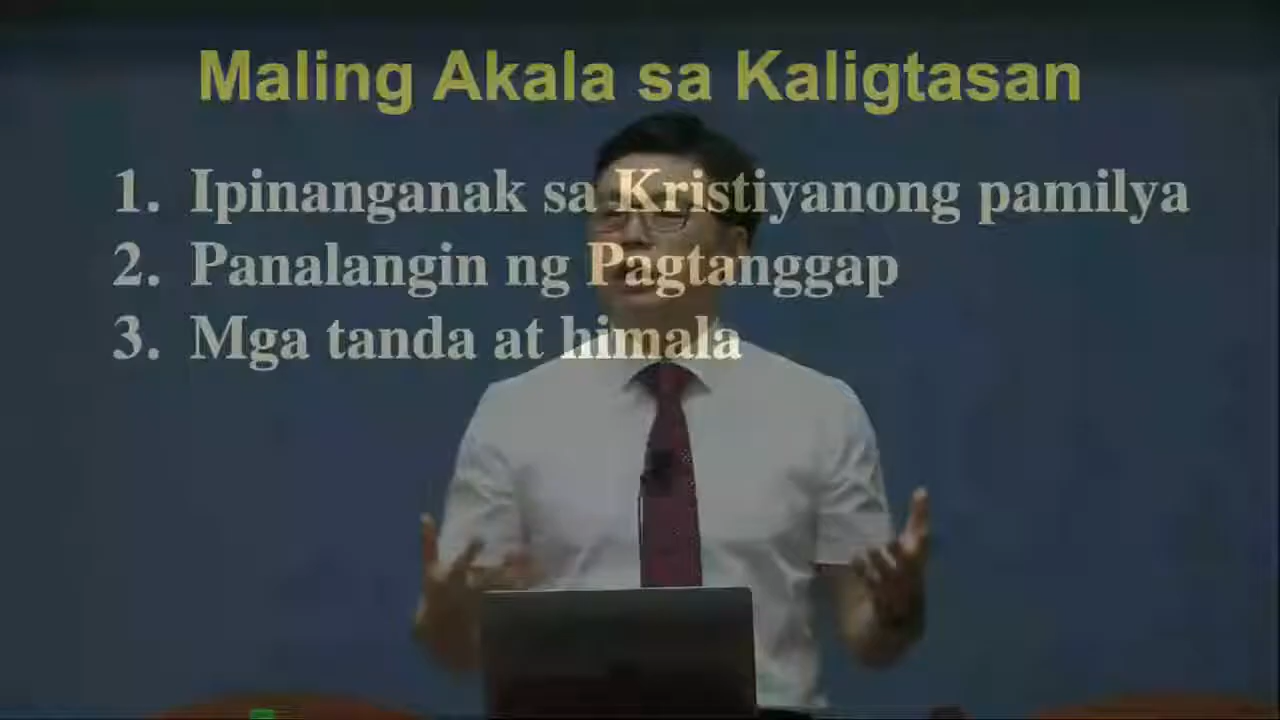 Maling Akala sa Kaligtasan
1. Ipinanganak sa Kristiyanong pamilya
2. Panalangin ng Pagtanggap
3. Mga tanda at himala